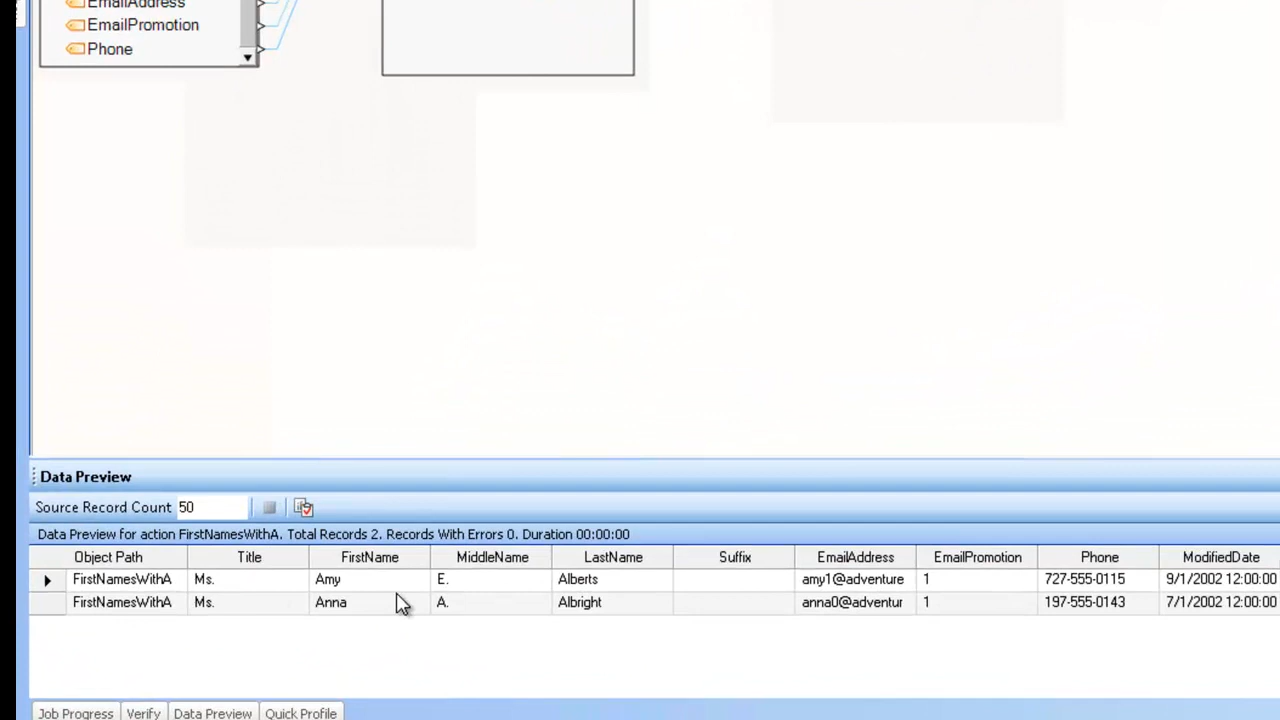 EmailAddress
EmailPromotion
Phone
Data Preview
Source Record Count 50
Data Preview for action FirstNamesWithA. Total Records 2. Records With Errors 0. Duration 00:00:00
Object Path Title FirstName MiddleName LastName Suffix EmailAddress EmailPromotion Phone ModifiedDate
FirstNamesWithA Ms. Amy E. Alberts amy1@adventure 1 727-555-0115 9/1/2002 12:00:00
FirstNamesWithA Ms. Anna A. Albright anna0@adventur 1 197-555-0143 7/1/2002 12:00:00
Job Progress Verify Data Preview Quick Profile